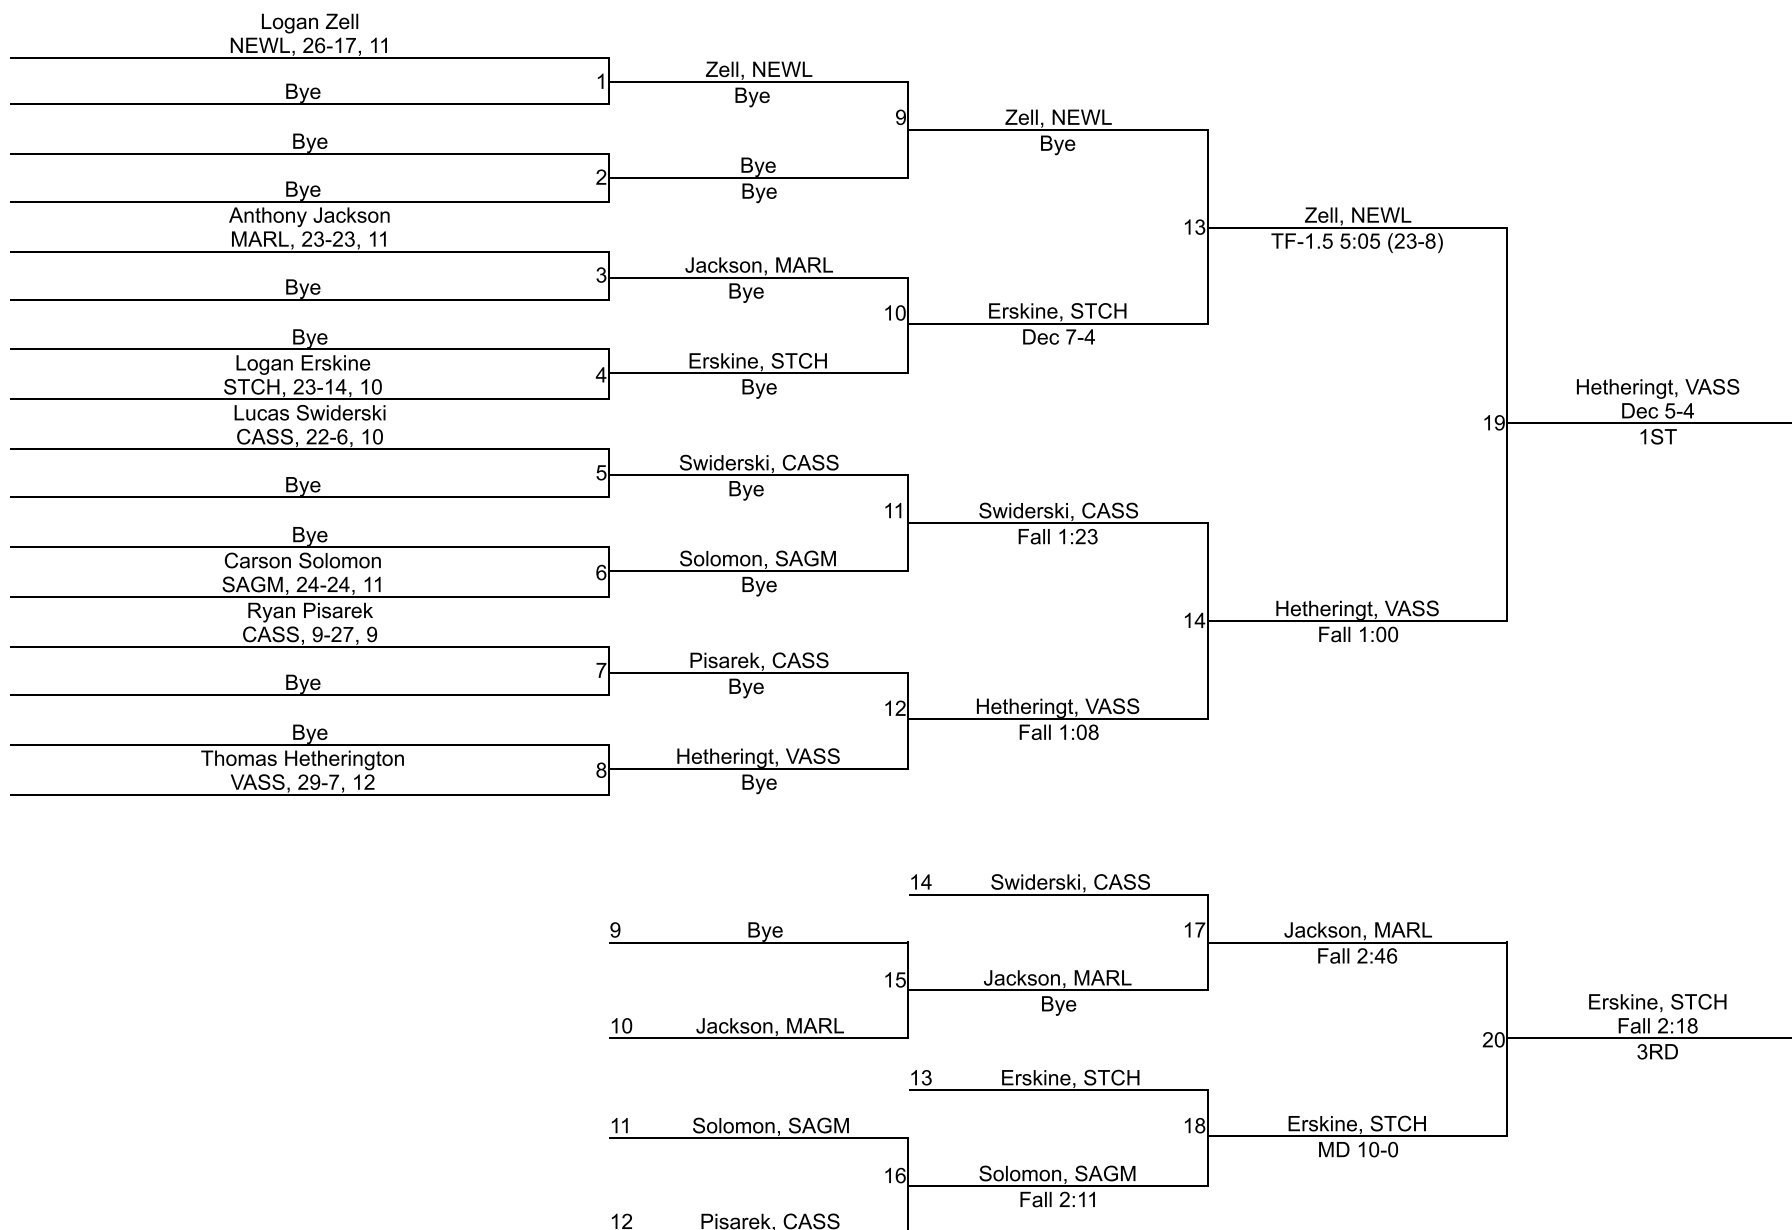 Logan Zell
NEWL, 26-17, 11
Bye
1
Zell, NEWL
Bye
Bye
Bye
2
Bye
Bye
9
Zell, NEWL
Bye
Anthony Jackson
MARL, 23-23, 11
Bye
3
Jackson, MARL
Bye
Bye
Logan Erskine
STCH, 23-14, 10
4
Erskine, STCH
Bye
10
Erskine, STCH
Dec 7-4
13
Zell, NEWL
TF-1.5 5:05 (23-8)
Lucas Swiderski
CASS, 22-6, 10
Bye
5
Swiderski, CASS
Bye
Bye
Carson Solomon
SAGM, 24-24, 11
6
Solomon, SAGM
Bye
11
Swiderski, CASS
Fall 1:23
Ryan Pisarek
CASS, 9-27, 9
Bye
7
Pisarek, CASS
Bye
Bye
Thomas Hetherington
VASS, 29-7, 12
8
Hetheringt, VASS
Bye
12
Hetheringt, VASS
Fall 1:08
14
Hetheringt, VASS
Fall 1:00
19
Hetheringt, VASS
Dec 5-4
1ST
14
Swiderski, CASS
9
Bye
10
Jackson, MARL
15
Jackson, MARL
Bye
17
Jackson, MARL
Fall 2:46
13
Erskine, STCH
11
Solomon, SAGM
12
Pisarek, CASS
16
Solomon, SAGM
Fall 2:11
18
Erskine, STCH
MD 10-0
20
Erskine, STCH
Fall 2:18
3RD